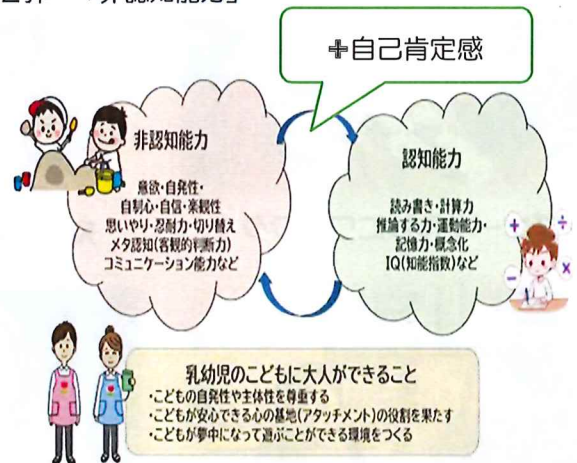 非認知能力
+自己肯定感
非認知能力
意欲・自発性・
自制心・自信・楽観性
思いやり・忍耐力・切り替え
メタ認知(客観的判断力)
コミュニケーション能力など
認知能力
読み書き・計算力
推論する力・運動能力・
記憶力・概念化
IQ(知能指数)など
+ ÷
− ×
乳幼児のこどもに大人ができること
・こどもの自発性や主体性を尊重する
・こどもが安心できる心の基地(アタッチメント)の役割を果たす
・こどもが夢中になって遊ぶことができる環境をつくる